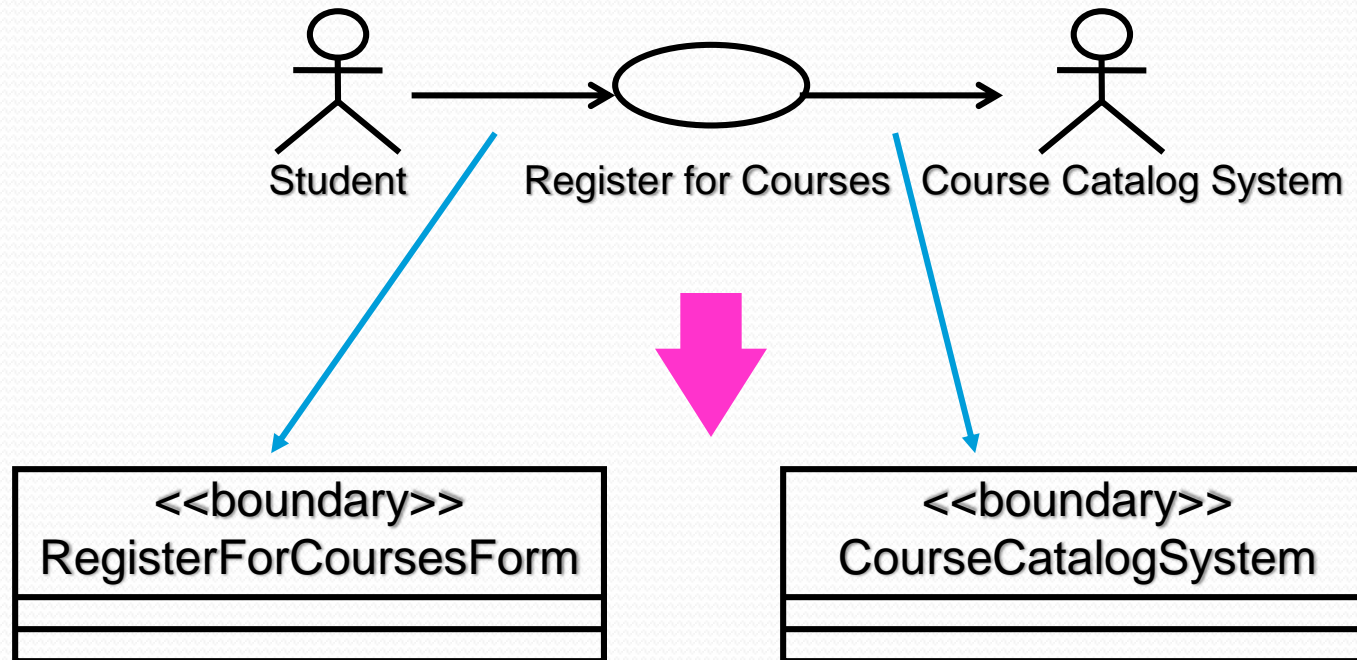 Student
Register for Courses
Course Catalog System
<<boundary>>
RegisterForCoursesForm
<<boundary>>
CourseCatalogSystem